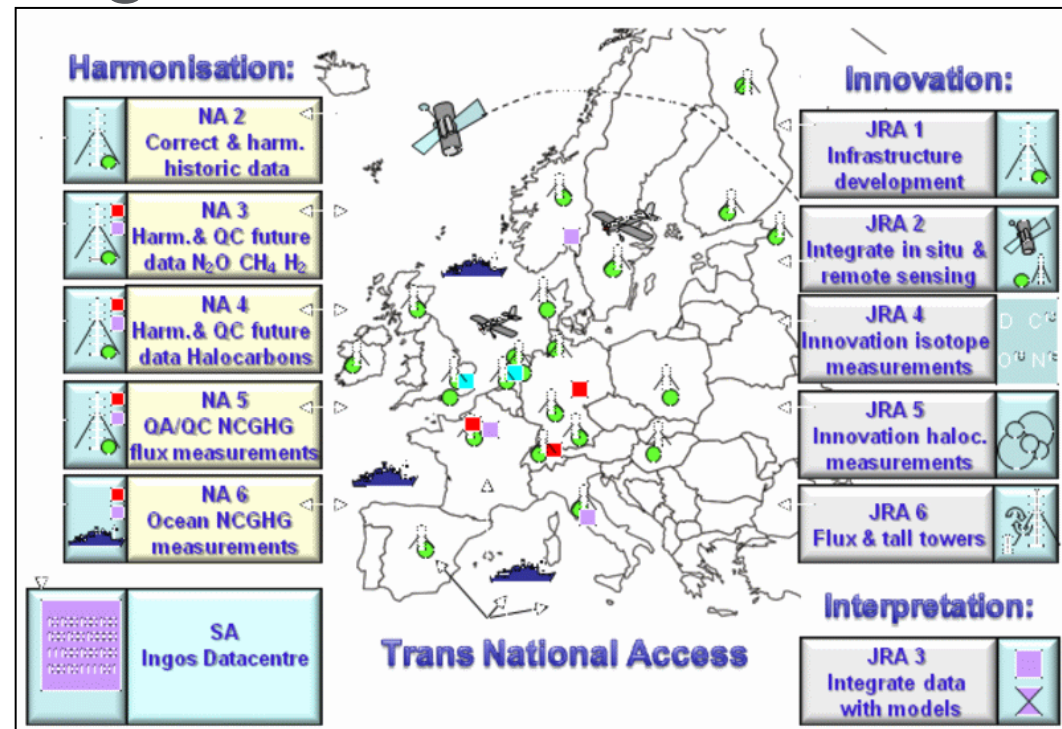 Harmonisation:
NA 2
Correct & harm.
historic data
NA 3
Harm.& QC future
data N₂O CH₄ H₂
NA 4
Harm.& QC future
data Halocarbons
NA 5
QA/QC NCGHG
flux measurements
NA 6
Ocean NCGHG
measurements
SA
Ingos Datacentre
Trans National Access
Innovation:
JRA 1
Infrastructure
development
JRA 2
Integrate in situ &
remote sensing
JRA 4
Innovation isotope
measurements
JRA 5
Innovation haloc.
measurements
JRA 6
Flux & tall towers
Interpretation:
JRA 3
Integrate data
with models